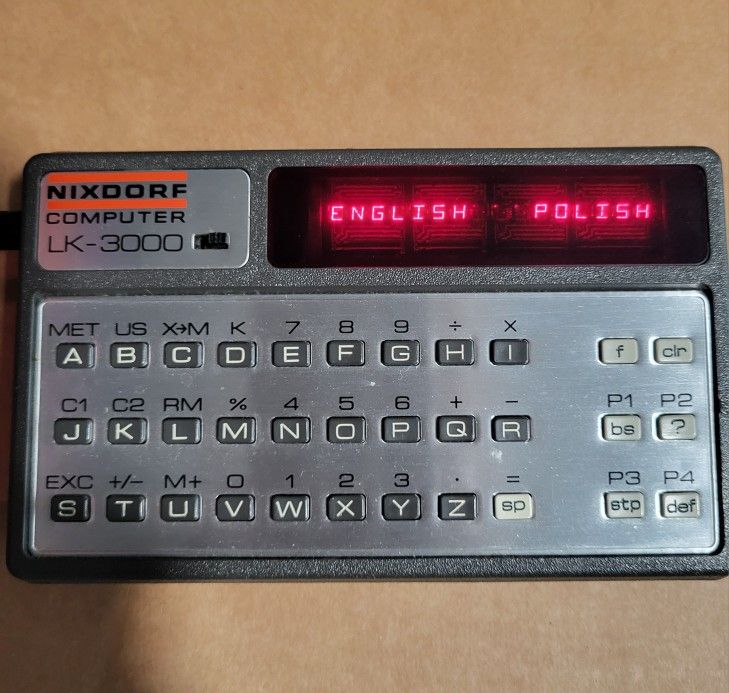 NIXDORF
COMPUTER
LK-3000
ENGLISH POLISH
MET US X→M K 7 8 9 ÷ X
A B C D E F G H I f clr
C1 C2 RM % 4 5 6 + − P1 P2
J K L M N O P Q R bs ?
EXC +/− M+ 0 1 2 3 . = P3 P4
S T U V W X Y Z sp stp def